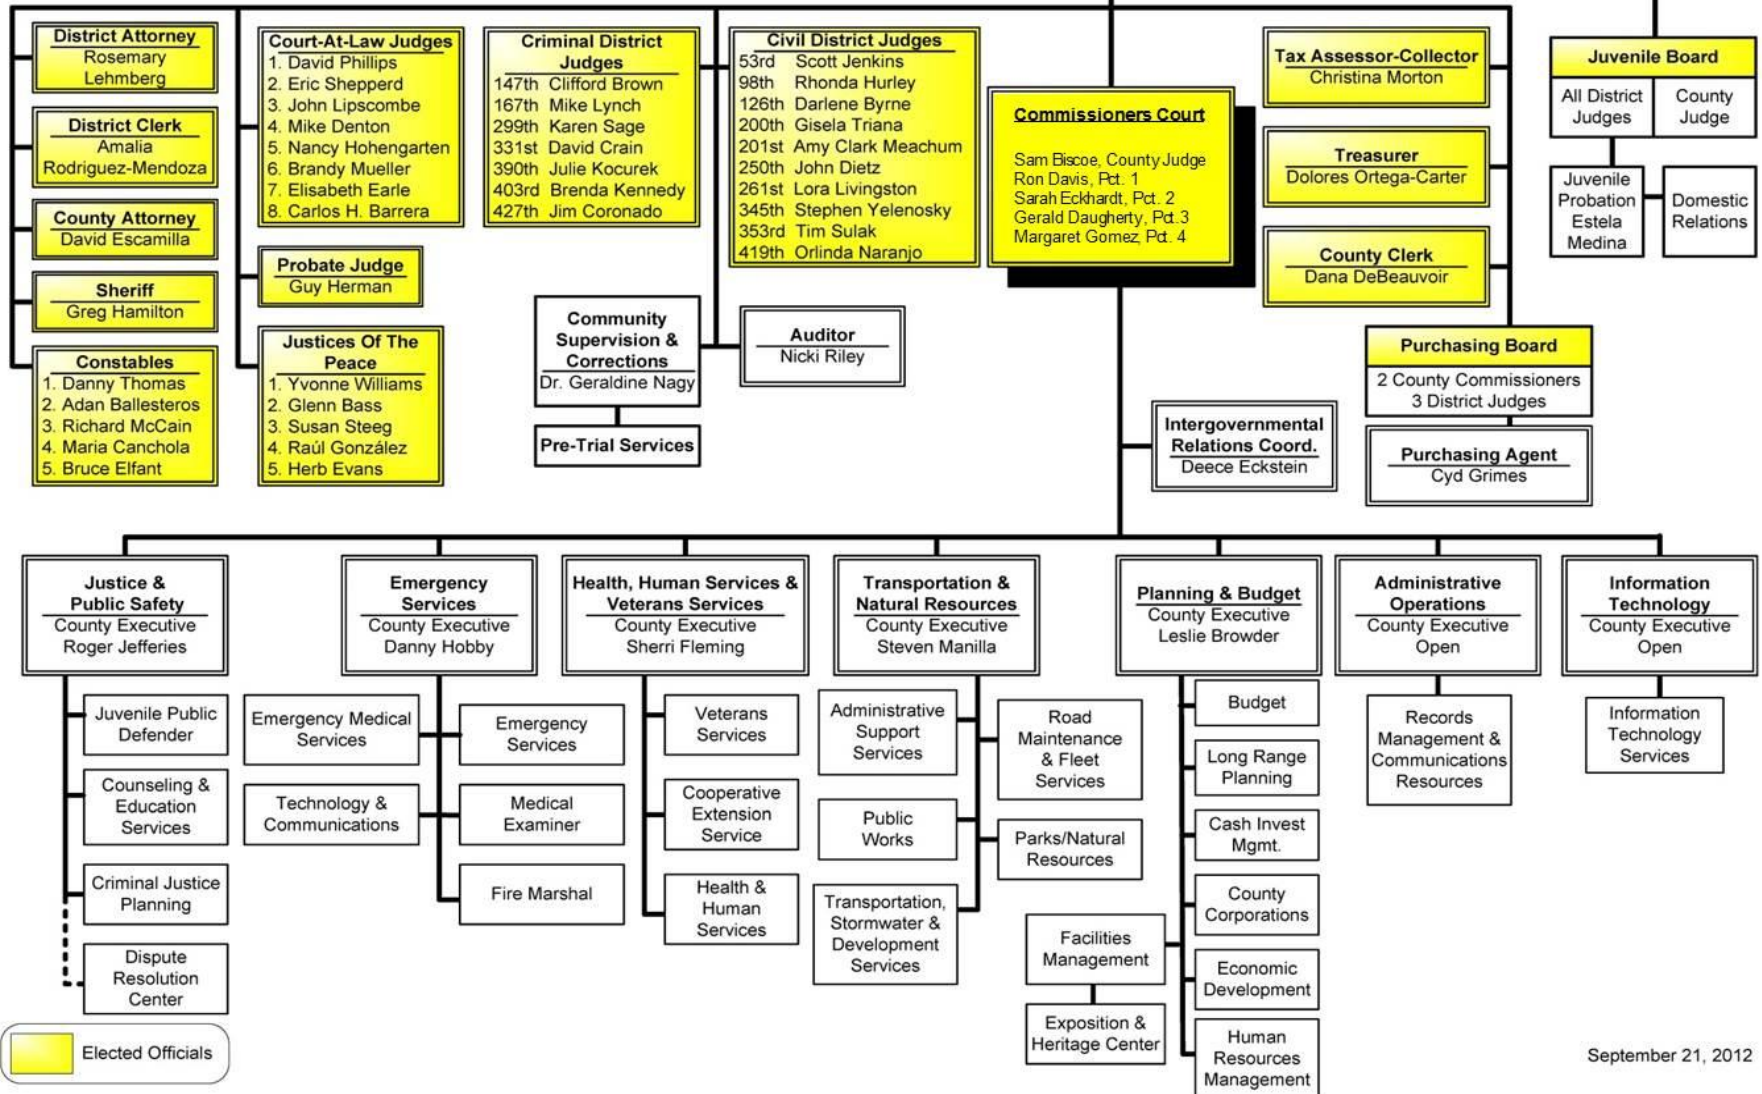 District Attorney
Rosemary
Lehmberg
District Clerk
Amalia
Rodriguez-Mendoza
County Attorney
David Escamilla
Sheriff
Greg Hamilton
Constables
1. Danny Thomas
2. Adan Ballesteros
3. Richard McCain
4. Maria Canchola
5. Bruce Elfant
Court-At-Law Judges
1. David Phillips
2. Eric Shepperd
3. John Lipscombe
4. Mike Denton
5. Nancy Hohengarten
6. Brandy Mueller
7. Elisabeth Earle
8. Carlos H. Barrera
Probate Judge
Guy Herman
Justices Of The
Peace
1. Yvonne Williams
2. Glenn Bass
3. Susan Steeg
4. Raúl González
5. Herb Evans
Criminal District
Judges
147th Clifford Brown
167th Mike Lynch
299th Karen Sage
331st David Crain
390th Julie Kocurek
403rd Brenda Kennedy
427th Jim Coronado
Civil District Judges
53rd Scott Jenkins
98th Rhonda Hurley
126th Darlene Byrne
200th Gisela Triana
201st Amy Clark Meachum
250th John Dietz
261st Lora Livingston
345th Stephen Yelenosky
353rd Tim Sulak
419th Orlinda Naranjo
Community
Supervision &
Corrections
Dr. Geraldine Nagy
Pre-Trial Services
Auditor
Nicki Riley
Commissioners Court
Sam Biscoe, County Judge
Ron Davis, Pct. 1
Sarah Eckhardt, Pct. 2
Gerald Daugherty, Pct.3
Margaret Gomez, Pct. 4
Tax Assessor-Collector
Christina Morton
Treasurer
Dolores Ortega-Carter
County Clerk
Dana DeBeauvoir
Purchasing Board
2 County Commissioners
3 District Judges
Purchasing Agent
Cyd Grimes
Intergovernmental
Relations Coord.
Deece Eckstein
Juvenile Board
All District
Judges
County
Judge
Juvenile
Probation
Estela
Medina
Domestic
Relations
Justice &
Public Safety
County Executive
Roger Jefferies
Juvenile Public
Defender
Counseling &
Education
Services
Criminal Justice
Planning
Dispute
Resolution
Center
Emergency
Services
County Executive
Danny Hobby
Emergency Medical
Services
Emergency
Services
Technology &
Communications
Medical
Examiner
Fire Marshal
Health, Human Services &
Veterans Services
County Executive
Sherri Fleming
Veterans
Services
Cooperative
Extension
Service
Health &
Human
Services
Transportation &
Natural Resources
County Executive
Steven Manilla
Administrative
Support
Services
Road
Maintenance
& Fleet
Services
Public
Works
Parks/Natural
Resources
Transportation,
Stormwater &
Development
Services
Planning & Budget
County Executive
Leslie Browder
Budget
Long Range
Planning
Cash Invest
Mgmt.
County
Corporations
Facilities
Management
Economic
Development
Exposition &
Heritage Center
Human
Resources
Management
Administrative
Operations
County Executive
Open
Records
Management &
Communications
Resources
Information
Technology
County Executive
Open
Information
Technology
Services
Elected Officials
September 21, 2012